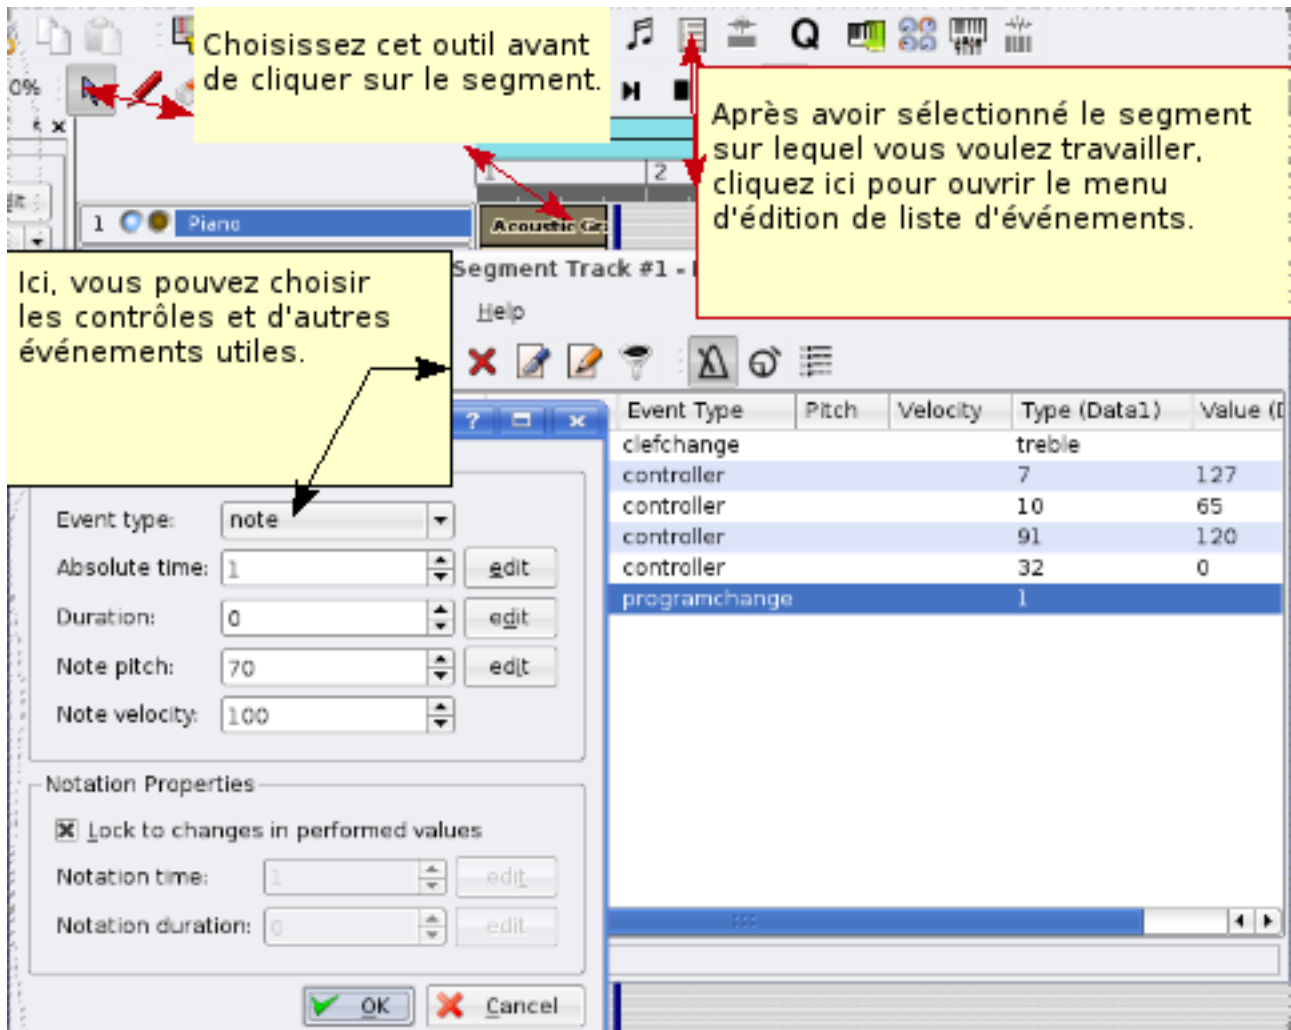 Choisissez cet outil avant
de cliquer sur le segment.
Q
0%
Après avoir sélectionné le segment
sur lequel vous voulez travailler,
cliquez ici pour ouvrir le menu
d'édition de liste d'événements.
1
2
1 Piano
Acoustic Gr
Ici, vous pouvez choisir
les contrôles et d'autres
événements utiles.
Segment Track #1 -
Help
Event Type Pitch Velocity Type (Data1) Value (D
clefchange treble
controller 7 127
controller 10 65
controller 91 120
controller 32 0
programchange 1
Event type: note
Absolute time: 1 edit
Duration: 0 edit
Note pitch: 70 edit
Note velocity: 100
Notation Properties
Lock to changes in performed values
Notation time: 1 edit
Notation duration: 0 edit
OK Cancel